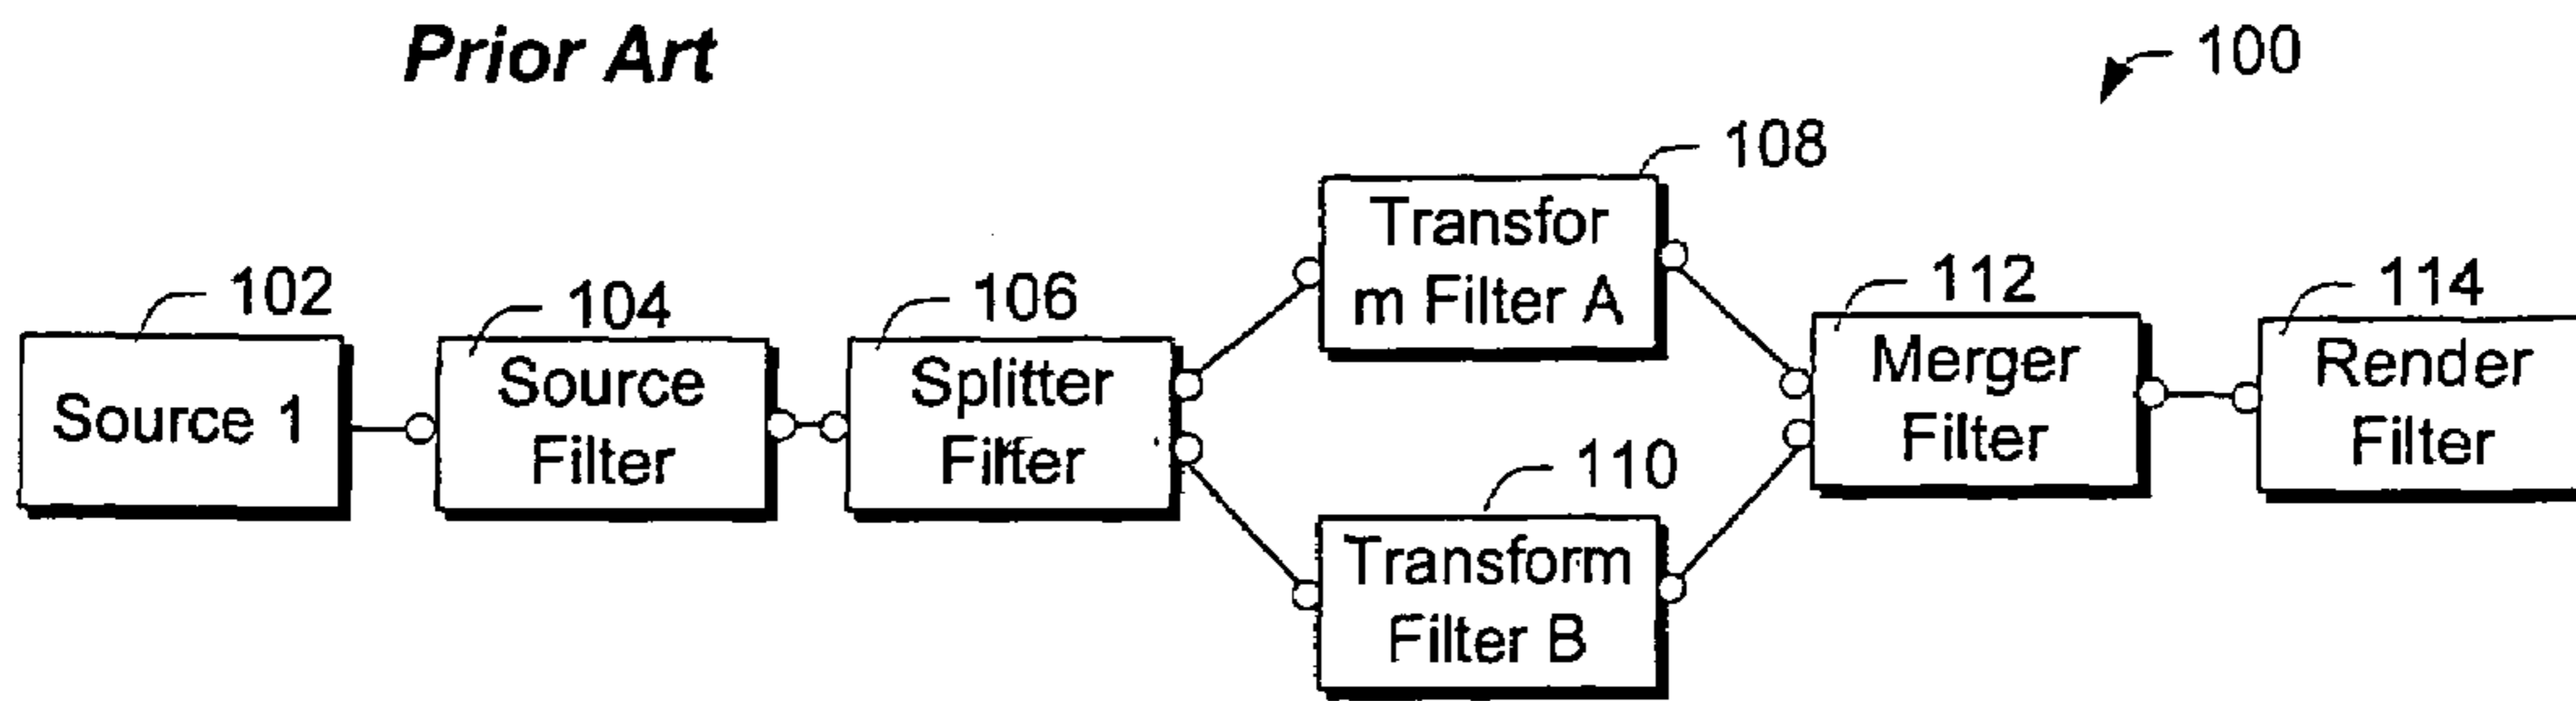 Prior Art
100
102
Source 1
104
Source
Filter
106
Splitter
Filter
108
Transfor
m Filter A
110
Transform
Filter B
112
Merger
Filter
114
Render
Filter